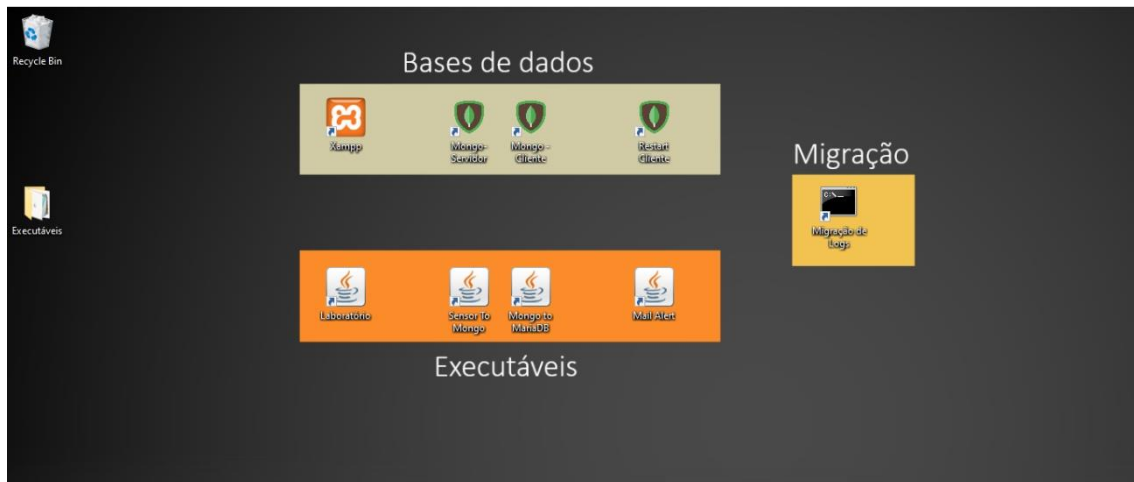 Recycle Bin
Bases de dados
Xampp
Mongo-
Servidor
Mongo -
Cliente
Restart
Cliente
Migração
C:\_
Migração de
Logs
Executáveis
Laboratório
Sensor To
Mongo
Mongo to
MariaDB
Mail Alert
Executáveis